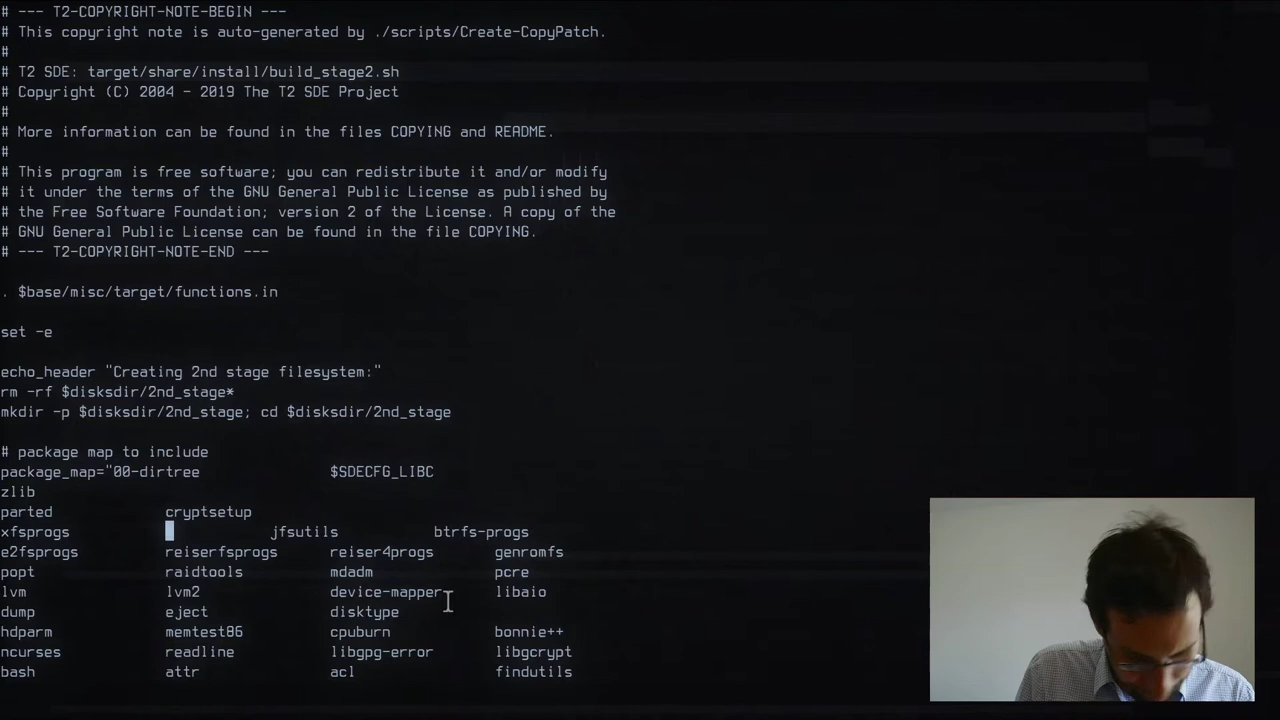 # --- T2-COPYRIGHT-NOTE-BEGIN ---
# This copyright note is auto-generated by ./scripts/Create-CopyPatch.
#
# T2 SDE: target/share/install/build_stage2.sh
# Copyright (C) 2004 - 2019 The T2 SDE Project
#
# More information can be found in the files COPYING and README.
#
# This program is free software; you can redistribute it and/or modify
# it under the terms of the GNU General Public License as published by
# the Free Software Foundation; version 2 of the License. A copy of the
# GNU General Public License can be found in the file COPYING.
# --- T2-COPYRIGHT-NOTE-END ---
. $base/misc/target/functions.in
set -e
echo_header "Creating 2nd stage filesystem:"
rm -rf $disksdir/2nd_stage*
mkdir -p $disksdir/2nd_stage; cd $disksdir/2nd_stage
# package map to include
package_map="00-dirtree $SDECFG_LIBC
zlib
parted cryptsetup
xfsprogs jfsutils btrfs-progs
e2fsprogs reiserfsprogs reiser4progs genromfs
popt raidtools mdadm pcre
lvm lvm2 device-mapper libaio
dump eject disktype
hdparm memtest86 cpuburn bonnie++
ncurses readline libgpg-error libgcrypt
bash attr acl findutils